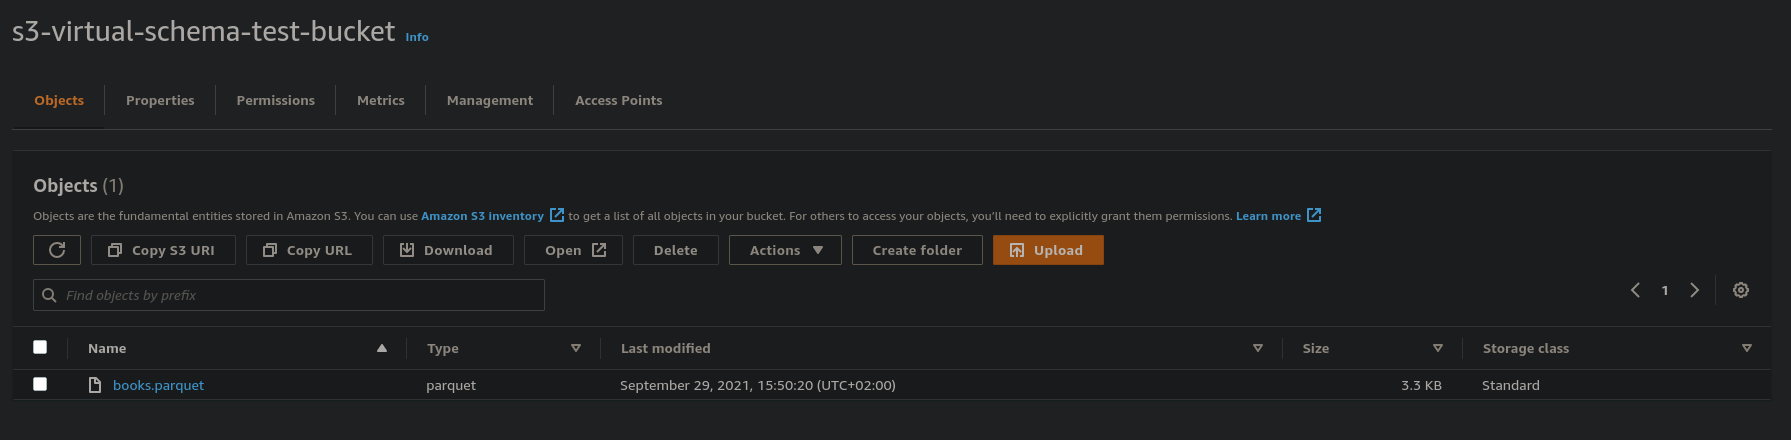 s3-virtual-schema-test-bucket Info
Objects Properties Permissions Metrics Management Access Points
Objects (1)
Objects are the fundamental entities stored in Amazon S3. You can use Amazon S3 inventory to get a list of all objects in your bucket. For others to access your objects, you'll need to explicitly grant them permissions. Learn more
Copy S3 URI Copy URL Download Open Delete Actions Create folder Upload
Find objects by prefix 1
Name Type Last modified Size Storage class
books.parquet parquet September 29, 2021, 15:50:20 (UTC+02:00) 3.3 KB Standard